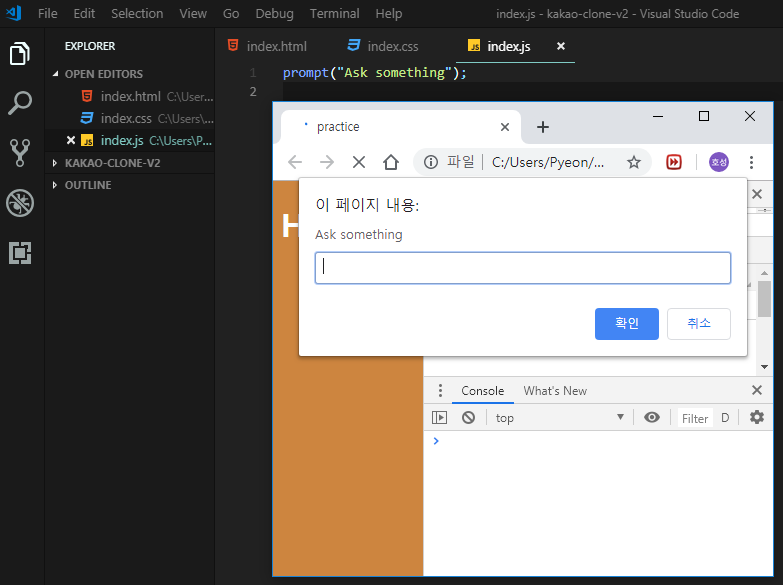 File Edit Selection View Go Debug Terminal Help index.js - kakao-clone-v2 - Visual Studio Code
EXPLORER
OPEN EDITORS
index.html C:\User...
index.css C:\Users\...
index.js C:\Users\P...
KAKAO-CLONE-V2
OUTLINE
index.html index.css index.js
1 prompt("Ask something");
2
practice
파일 C:/Users/Pyeon/... 호성
H
이 페이지 내용:
Ask something
확인 취소
Console What's New
top Filter D